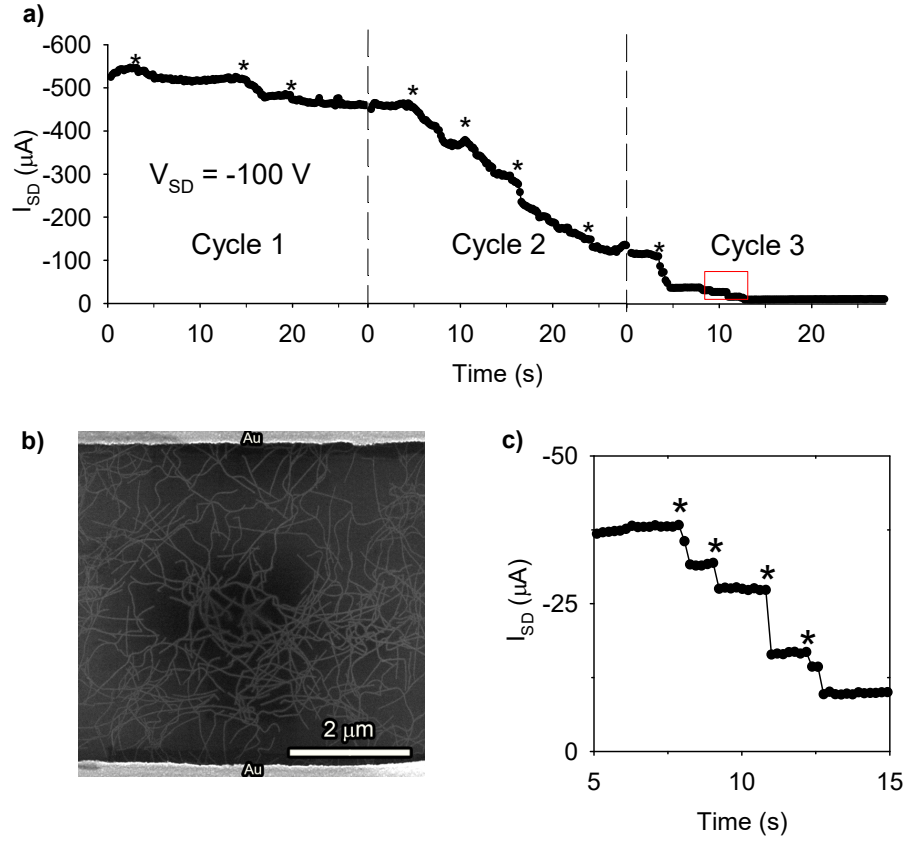 a)
-600
-500
-400
-300
-200
-100
0
I_SD (μA)
* * * * * * * *
V_SD = -100 V
Cycle 1
Cycle 2
Cycle 3
0 10 20 0 10 20 0 10 20
Time (s)
b)
Au
2 μm
Au
c)
-50
-25
0
I_SD (μA)
* * * *
5 10 15
Time (s)